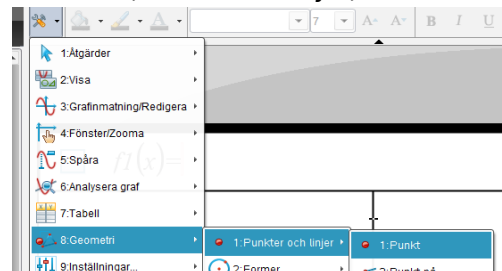 7 A A B I U
1:Åtgärder
2:Visa
3:Grafinmatning/Redigera
4:Fönster/Zooma
5:Spåra
f1(x)=
6:Analysera graf
7:Tabell
8:Geometri
1:Punkter och linjer
1:Punkt
9:Inställningar...
2:Former